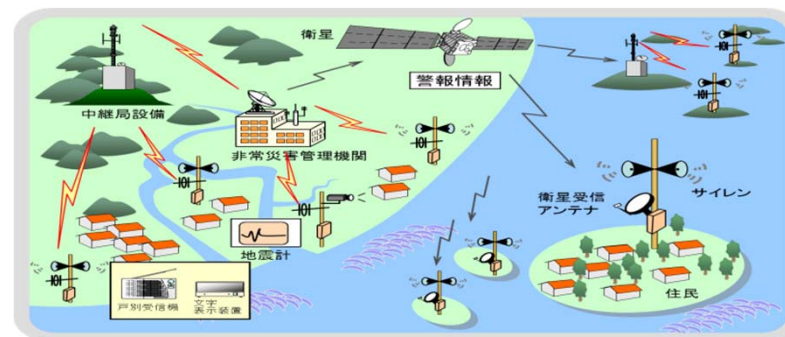 衛星
警報情報
中継局設備
非常災害管理機関
衛星受信
アンテナ
サイレン
地震計
戸別受信機
文字
表示装置
住民